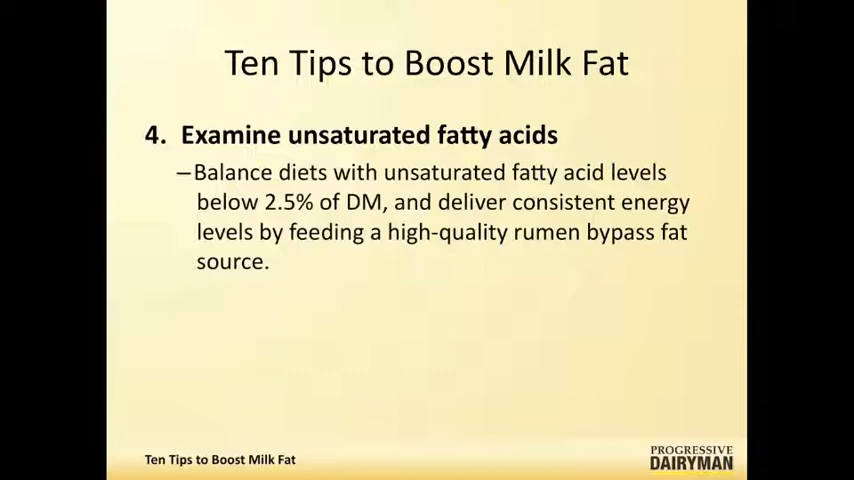 Ten Tips to Boost Milk Fat
4. Examine unsaturated fatty acids
–Balance diets with unsaturated fatty acid levels
below 2.5% of DM, and deliver consistent energy
levels by feeding a high-quality rumen bypass fat
source.
Ten Tips to Boost Milk Fat
PROGRESSIVE
DAIRYMAN